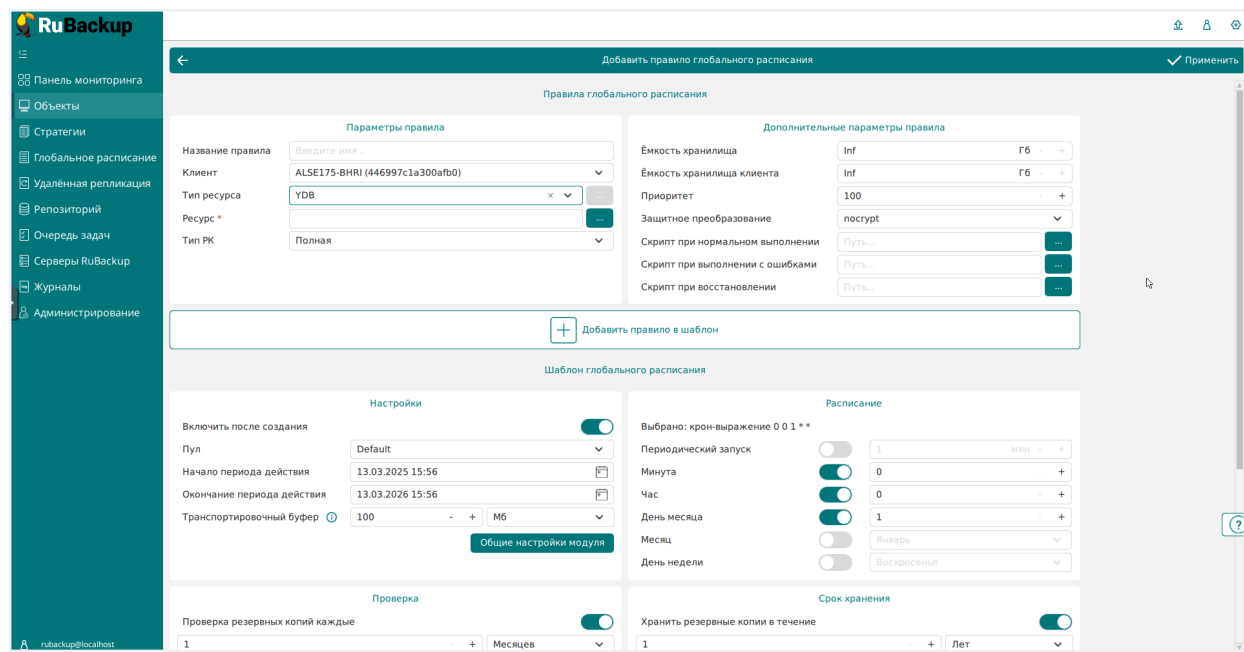 RuBackup
Панель мониторинга
Объекты
Стратегии
Глобальное расписание
Удалённая репликация
Репозиторий
Очередь задач
Серверы RuBackup
Журналы
Администрирование
rubackup@localhost
Добавить правило глобального расписания
Применить
Правила глобального расписания
Параметры правила
Название правила Введите имя ..
Клиент ALSE175-BHRI (446997c1a300afb0)
Тип ресурса YDB × ...
Ресурс * ...
Тип РК Полная
Дополнительные параметры правила
Ёмкость хранилища Inf Гб - +
Ёмкость хранилища клиента Inf Гб - +
Приоритет 100 - +
Защитное преобразование nocrypt
Скрипт при нормальном выполнении Путь... ...
Скрипт при выполнении с ошибками Путь... ...
Скрипт при восстановлении Путь... ...
Добавить правило в шаблон
Шаблон глобального расписания
Настройки
Включить после создания
Пул Default
Начало периода действия 13.03.2025 15:56
Окончание периода действия 13.03.2026 15:56
Транспортировочный буфер 100 - + Мб
Общие настройки модуля
Расписание
Выбрано: крон-выражение 0 0 1 * *
Периодический запуск 1 мин - +
Минута 0 - +
Час 0 - +
День месяца 1 - +
Месяц Январь
День недели Воскресенье
Проверка
Проверка резервных копий каждые
1 - + Месяцев
Срок хранения
Хранить резервные копии в течение
1 - + Лет
?